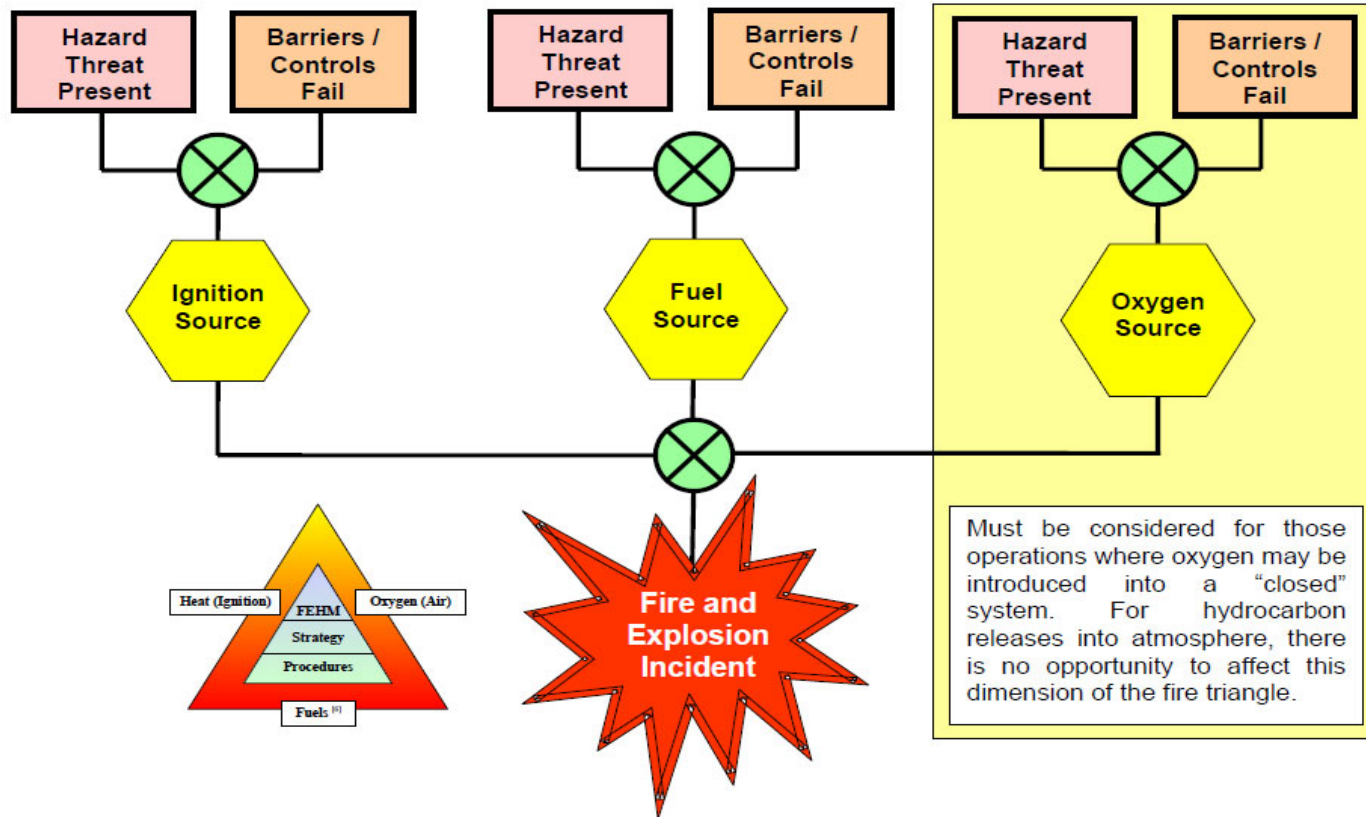 Hazard
Threat
Present
Barriers /
Controls
Fail
Hazard
Threat
Present
Barriers /
Controls
Fail
Hazard
Threat
Present
Barriers /
Controls
Fail
Ignition
Source
Fuel
Source
Oxygen
Source
Heat (Ignition)
Oxygen (Air)
FEHM
Strategy
Procedures
Fuels [6]
Fire and
Explosion
Incident
Must be considered for those
operations where oxygen may be
introduced into a “closed”
system. For hydrocarbon
releases into atmosphere, there
is no opportunity to affect this
dimension of the fire triangle.